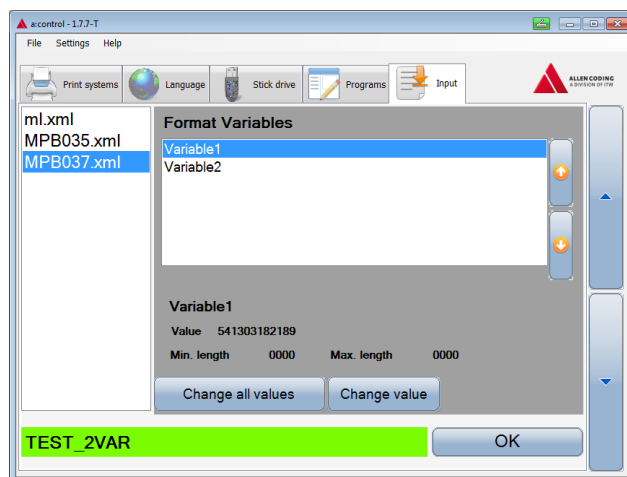 a:control - 1.7.7-T
File Settings Help
Print systems Language Stick drive Programs Input
ALLEN CODING
A DIVISION OF ITW
ml.xml
MPB035.xml
MPB037.xml
Format Variables
Variable1
Variable2
Variable1
Value 541303182189
Min. length 0000 Max. length 0000
Change all values Change value
TEST_2VAR OK